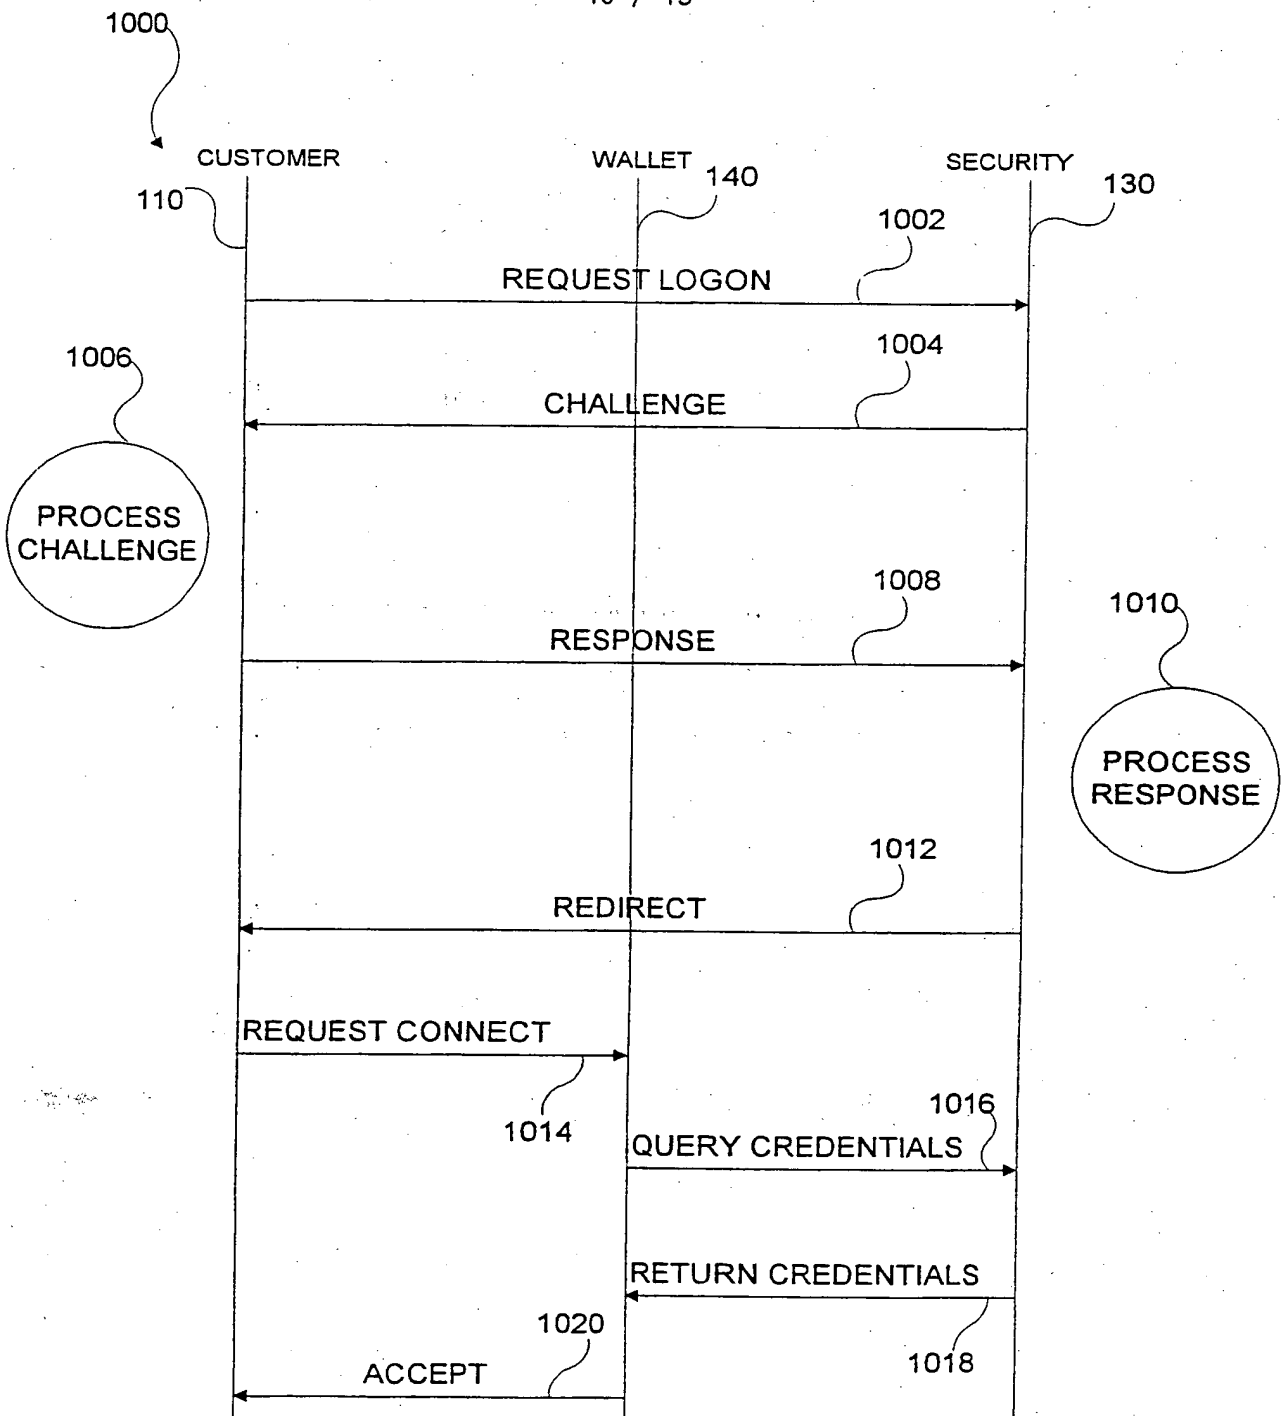 1000
CUSTOMER
WALLET
SECURITY
110
140
130
1002
REQUEST LOGON
1004
1006
CHALLENGE
PROCESS
CHALLENGE
1008
1010
RESPONSE
PROCESS
RESPONSE
1012
REDIRECT
REQUEST CONNECT
1014
1016
QUERY CREDENTIALS
RETURN CREDENTIALS
1018
1020
ACCEPT